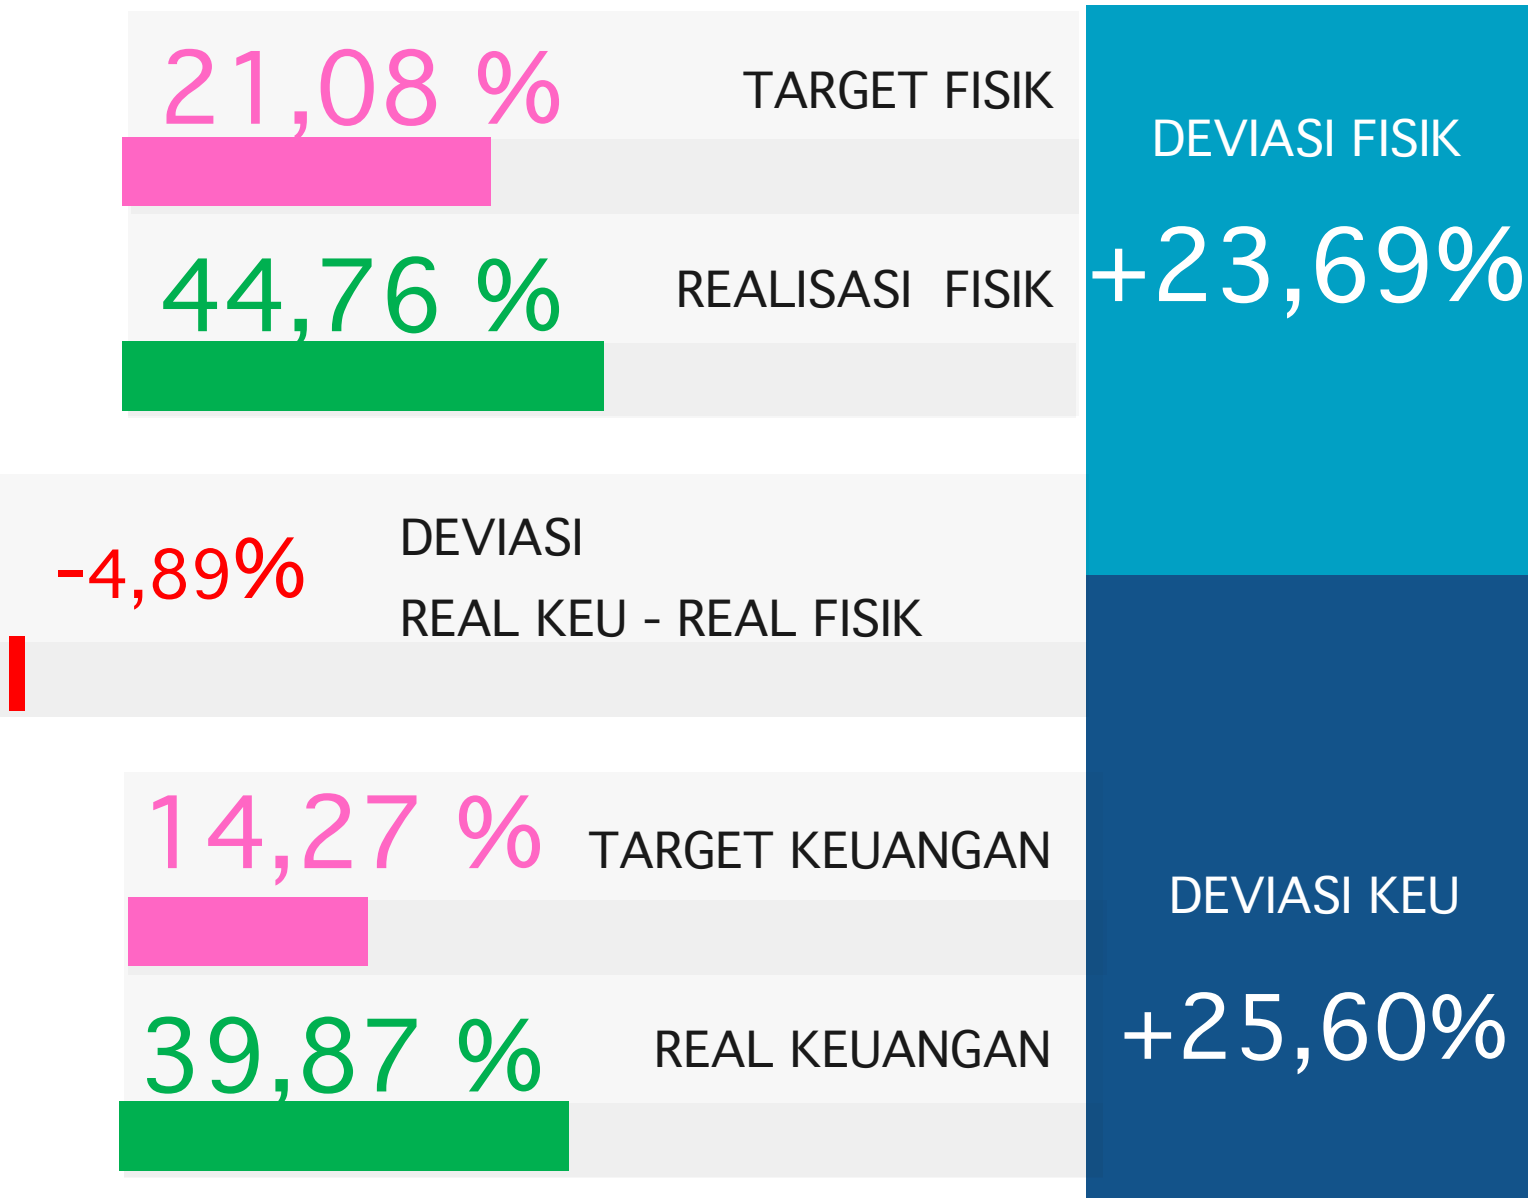 21,08 %
TARGET FISIK
44,76 %
REALISASI FISIK
DEVIASI FISIK
+23,69%
-4,89%
DEVIASI
REAL KEU - REAL FISIK
14,27 %
TARGET KEUANGAN
39,87 %
REAL KEUANGAN
DEVIASI KEU
+25,60%